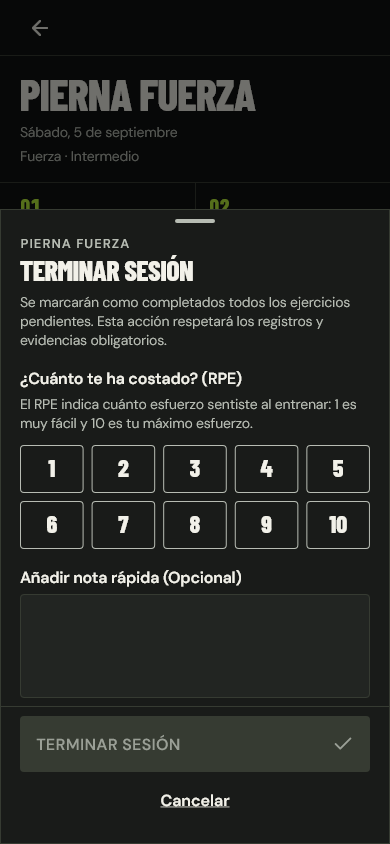 PIERNA FUERZA
Sábado, 5 de septiembre
Fuerza · Intermedio
01 02
PIERNA FUERZA
TERMINAR SESIÓN
Se marcarán como completados todos los ejercicios
pendientes. Esta acción respetará los registros y
evidencias obligatorios.
¿Cuánto te ha costado? (RPE)
El RPE indica cuánto esfuerzo sentiste al entrenar: 1 es
muy fácil y 10 es tu máximo esfuerzo.
1 2 3 4 5
6 7 8 9 10
Añadir nota rápida (Opcional)
TERMINAR SESIÓN
Cancelar